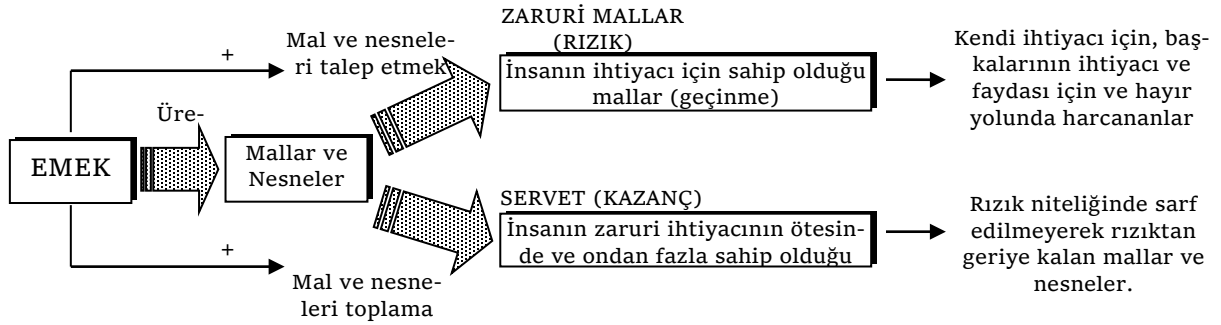 +
Mal ve nesnele-
ri talep etmek
Üre-
EMEK
Mallar ve
Nesneler
+
Mal ve nesne-
leri toplama
ZARURİ MALLAR
(RIZIK)
İnsanın ihtiyacı için sahip olduğu
mallar (geçinme)
Kendi ihtiyacı için, baş-
kalarının ihtiyacı ve
faydası için ve hayır
yolunda harcananlar
SERVET (KAZANÇ)
İnsanın zaruri ihtiyacının ötesin-
de ve ondan fazla sahip olduğu
Rızık niteliğinde sarf
edilmeyerek rızıktan
geriye kalan mallar ve
nesneler.